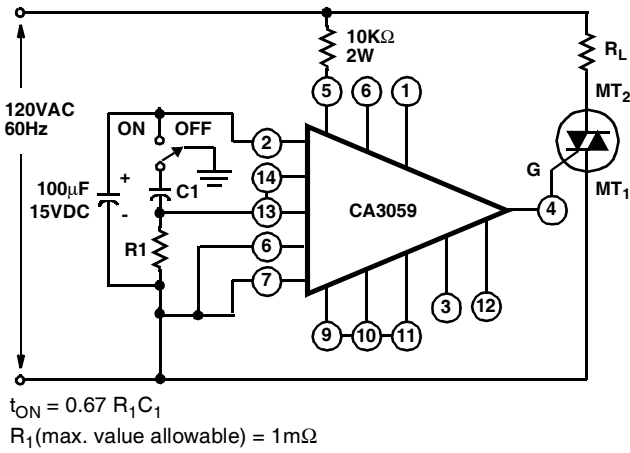 10KΩ
2W
R_L
5
6
1
MT₂
120VAC
60Hz
ON
OFF
2
G
14
100μF
15VDC
+
-
C1
13
CA3059
4
MT₁
R1
6
7
3
12
9
10
11
t_ON = 0.67 R₁C₁
R₁(max. value allowable) = 1mΩ